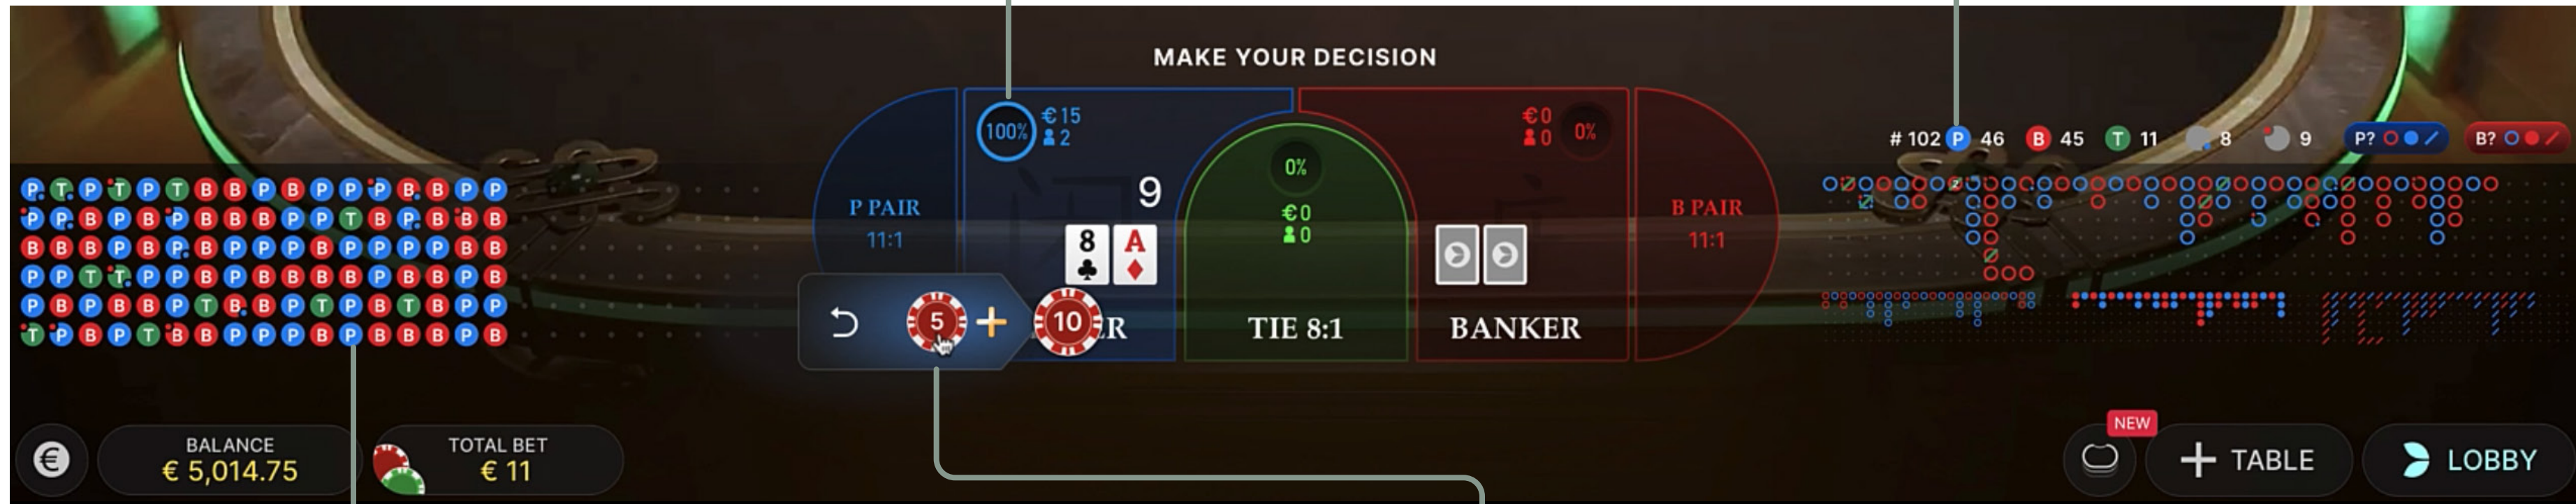 MAKE YOUR DECISION
100% € 15
2
€ 0
0 0%
# 102 P 46 B 45 T 11 8 9 P? B?
0%
€ 0
0
9
P PAIR
11:1
8 A
B PAIR
11:1
P T P T P T B B P B P P P P B B P P
P P B P B P B B B P P T B P B B B B
B B B P B P B P P P B P P P P B B
P P T T P P B P B B B B B P B B P B
P B P B B P T B B P T P B T B P P
T P B P T B B P P P B P B B B P B
5 + 10 ER
TIE 8:1
BANKER
BALANCE
€ 5,014.75
TOTAL BET
€ 11
NEW
€
+ TABLE
LOBBY